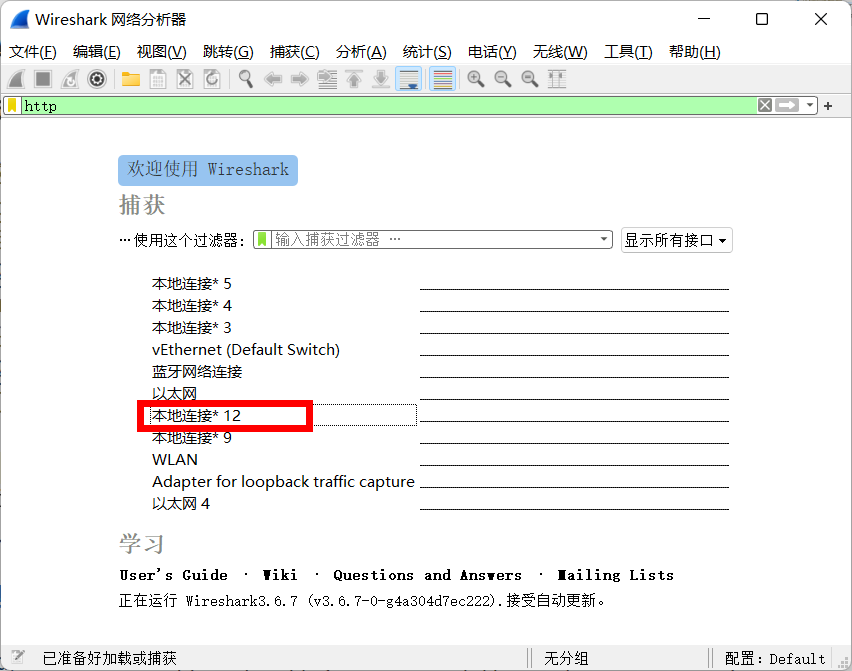 Wireshark 网络分析器
文件(F) 编辑(E) 视图(V) 跳转(G) 捕获(C) 分析(A) 统计(S) 电话(Y) 无线(W) 工具(T) 帮助(H)
http
欢迎使用 Wireshark
捕获
…使用这个过滤器: 输入捕获过滤器 … 显示所有接口
本地连接* 5
本地连接* 4
本地连接* 3
vEthernet (Default Switch)
蓝牙网络连接
以太网
本地连接* 12
本地连接* 9
WLAN
Adapter for loopback traffic capture
以太网 4
学习
User's Guide · Wiki · Questions and Answers · Mailing Lists
正在运行 Wireshark3.6.7 (v3.6.7-0-g4a304d7ec222).接受自动更新。
已准备好加载或捕获 无分组 配置：Default